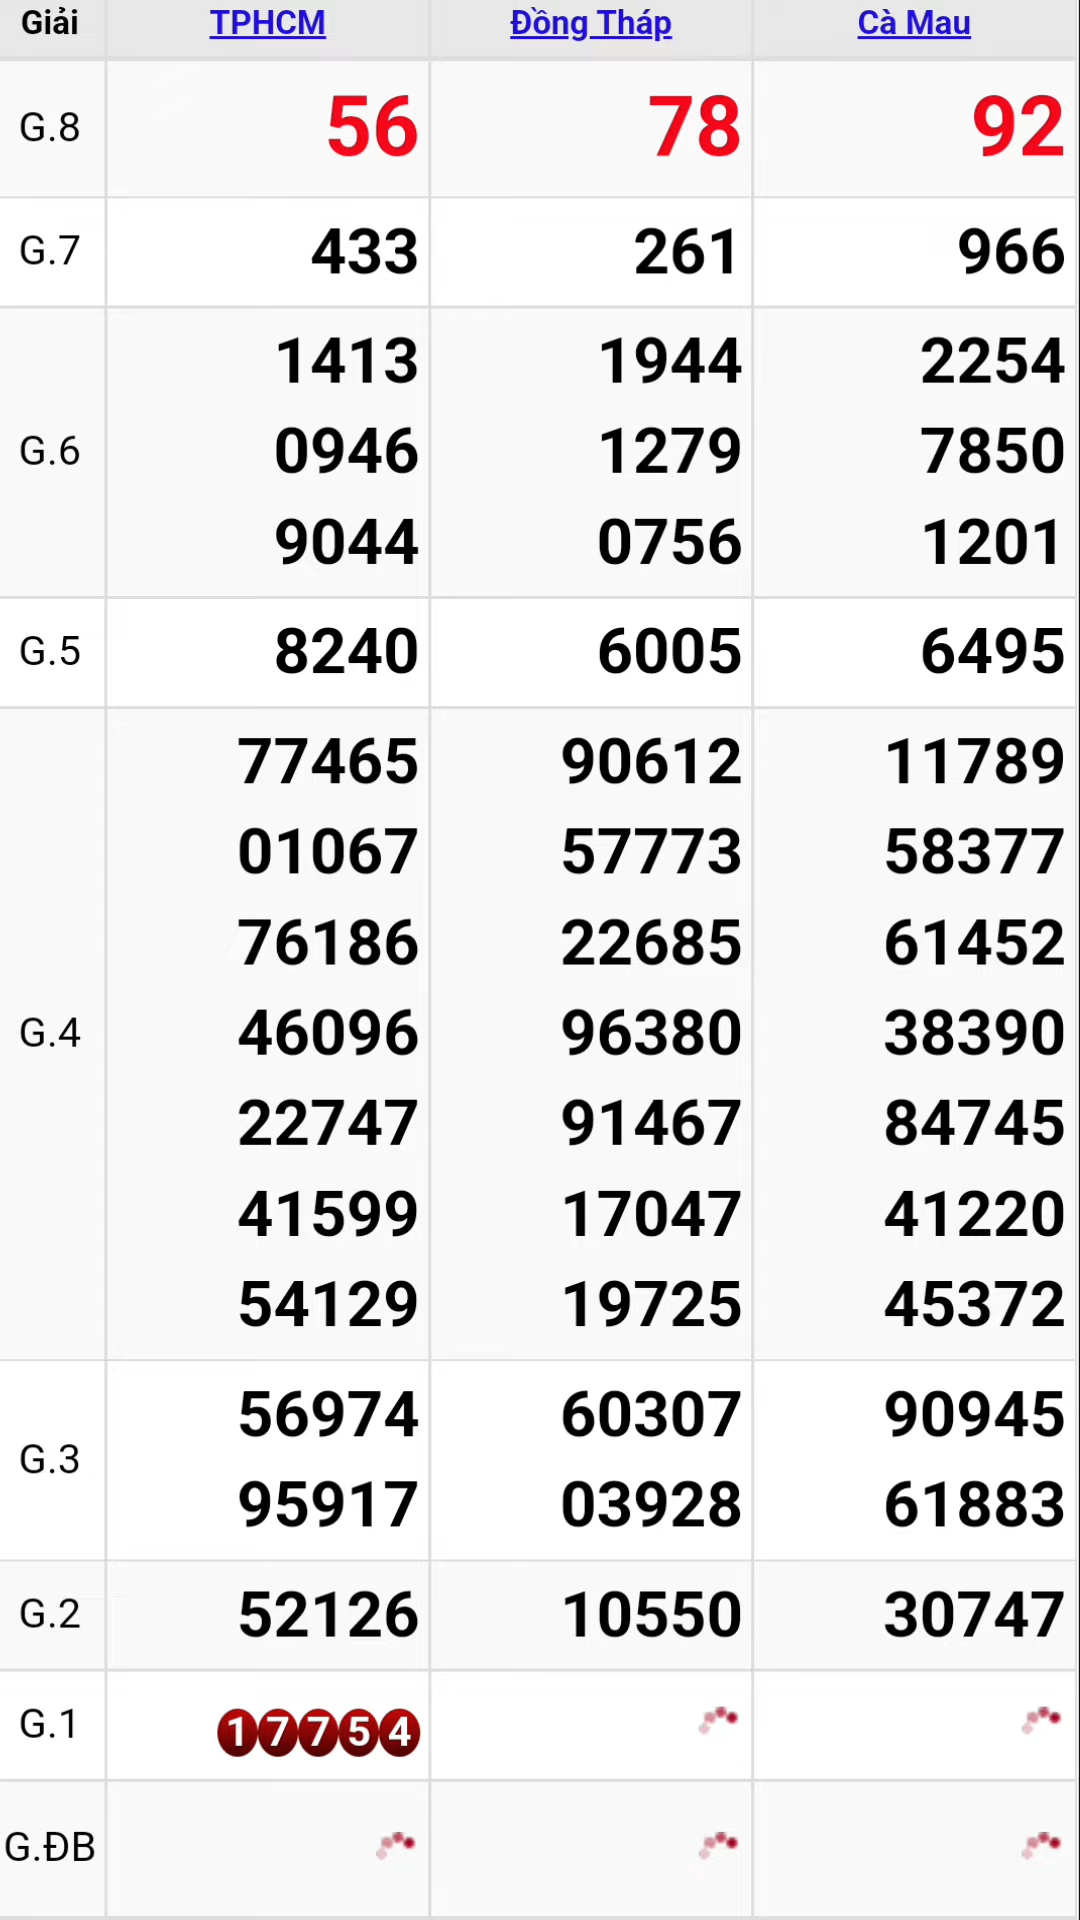 Giải TPHCM Đồng Tháp Cà Mau
G.8 56 78 92
G.7 433 261 966
1413 1944 2254
G.6 0946 1279 7850
9044 0756 1201
G.5 8240 6005 6495
77465 90612 11789
01067 57773 58377
76186 22685 61452
G.4 46096 96380 38390
22747 91467 84745
41599 17047 41220
54129 19725 45372
56974 60307 90945
G.3
95917 03928 61883
G.2 52126 10550 30747
G.1 17754
G.ĐB